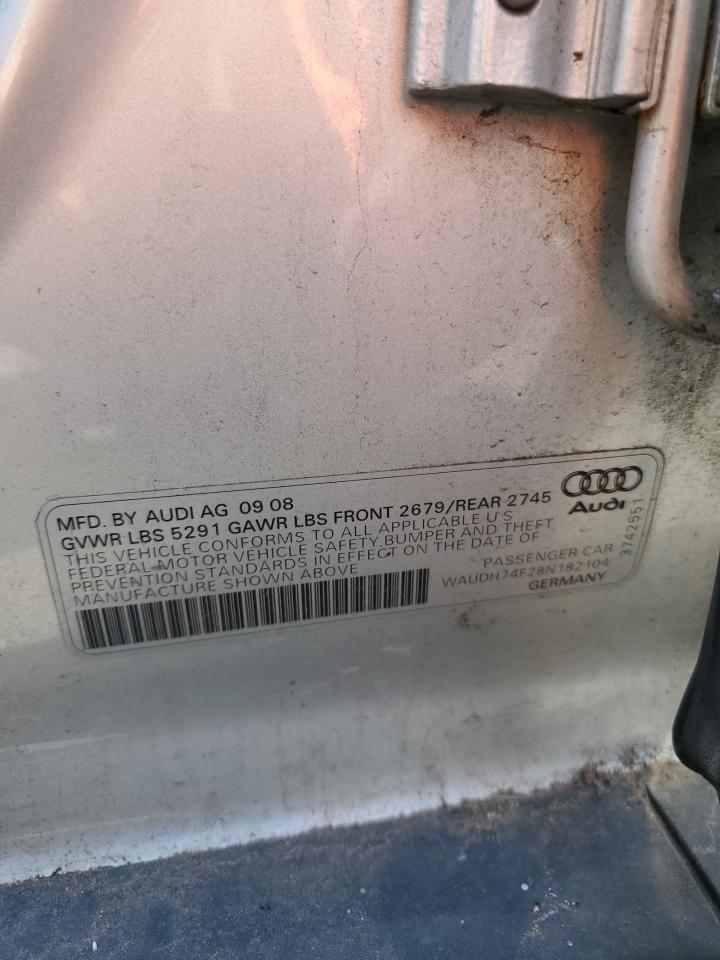 MFD. BY AUDI AG 09 08
GVWR LBS 5291 GAWR LBS FRONT 2679/REAR 2745
THIS VEHICLE CONFORMS TO ALL APPLICABLE U S
FEDERAL MOTOR VEHICLE SAFETY, BUMPER AND THEFT
PREVENTION STANDARDS IN EFFECT ON THE DATE OF
MANUFACTURE SHOWN ABOVE
Audi
PASSENGER CAR
WAUDH74F28N182104
GERMANY
3742551